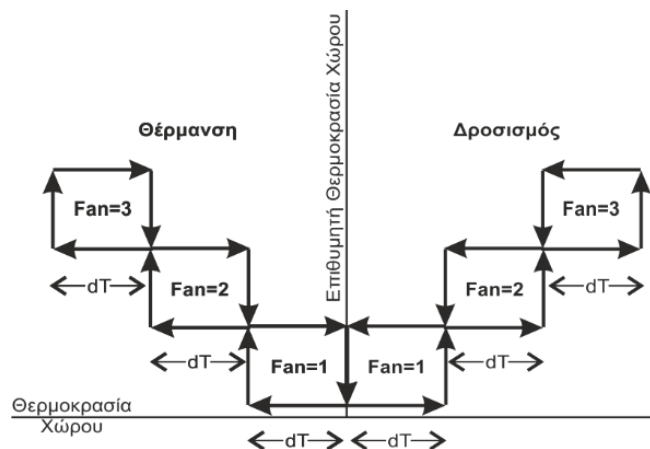 Επιθυμητή Θερμοκρασία Χώρου
Θέρμανση
Δροσισμός
Fan=3
Fan=3
dT
Fan=2
Fan=2
dT
dT
Fan=1
Fan=1
dT
Θερμοκρασία
Χώρου
dT
dT